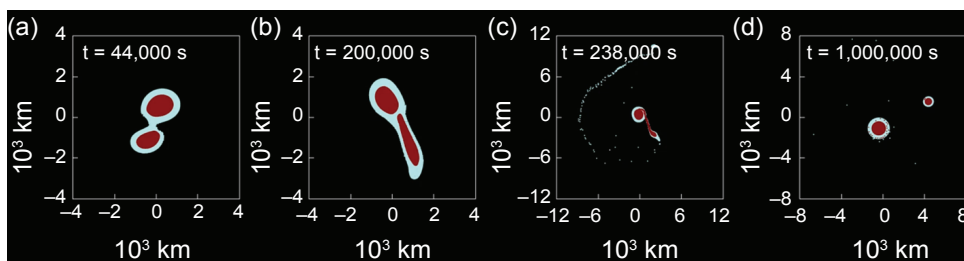 (a)
t = 44,000 s
10³ km
4
2
0
−2
−4
−4 −2 0 2 4
10³ km
(b)
t = 200,000 s
10³ km
4
2
0
−2
−4
−4 −2 0 2 4
10³ km
(c)
t = 238,000 s
10³ km
12
6
0
−6
−12
−12 −6 0 6 12
10³ km
(d)
t = 1,000,000 s
10³ km
8
4
0
−4
−8
−8 −4 0 4 8
10³ km